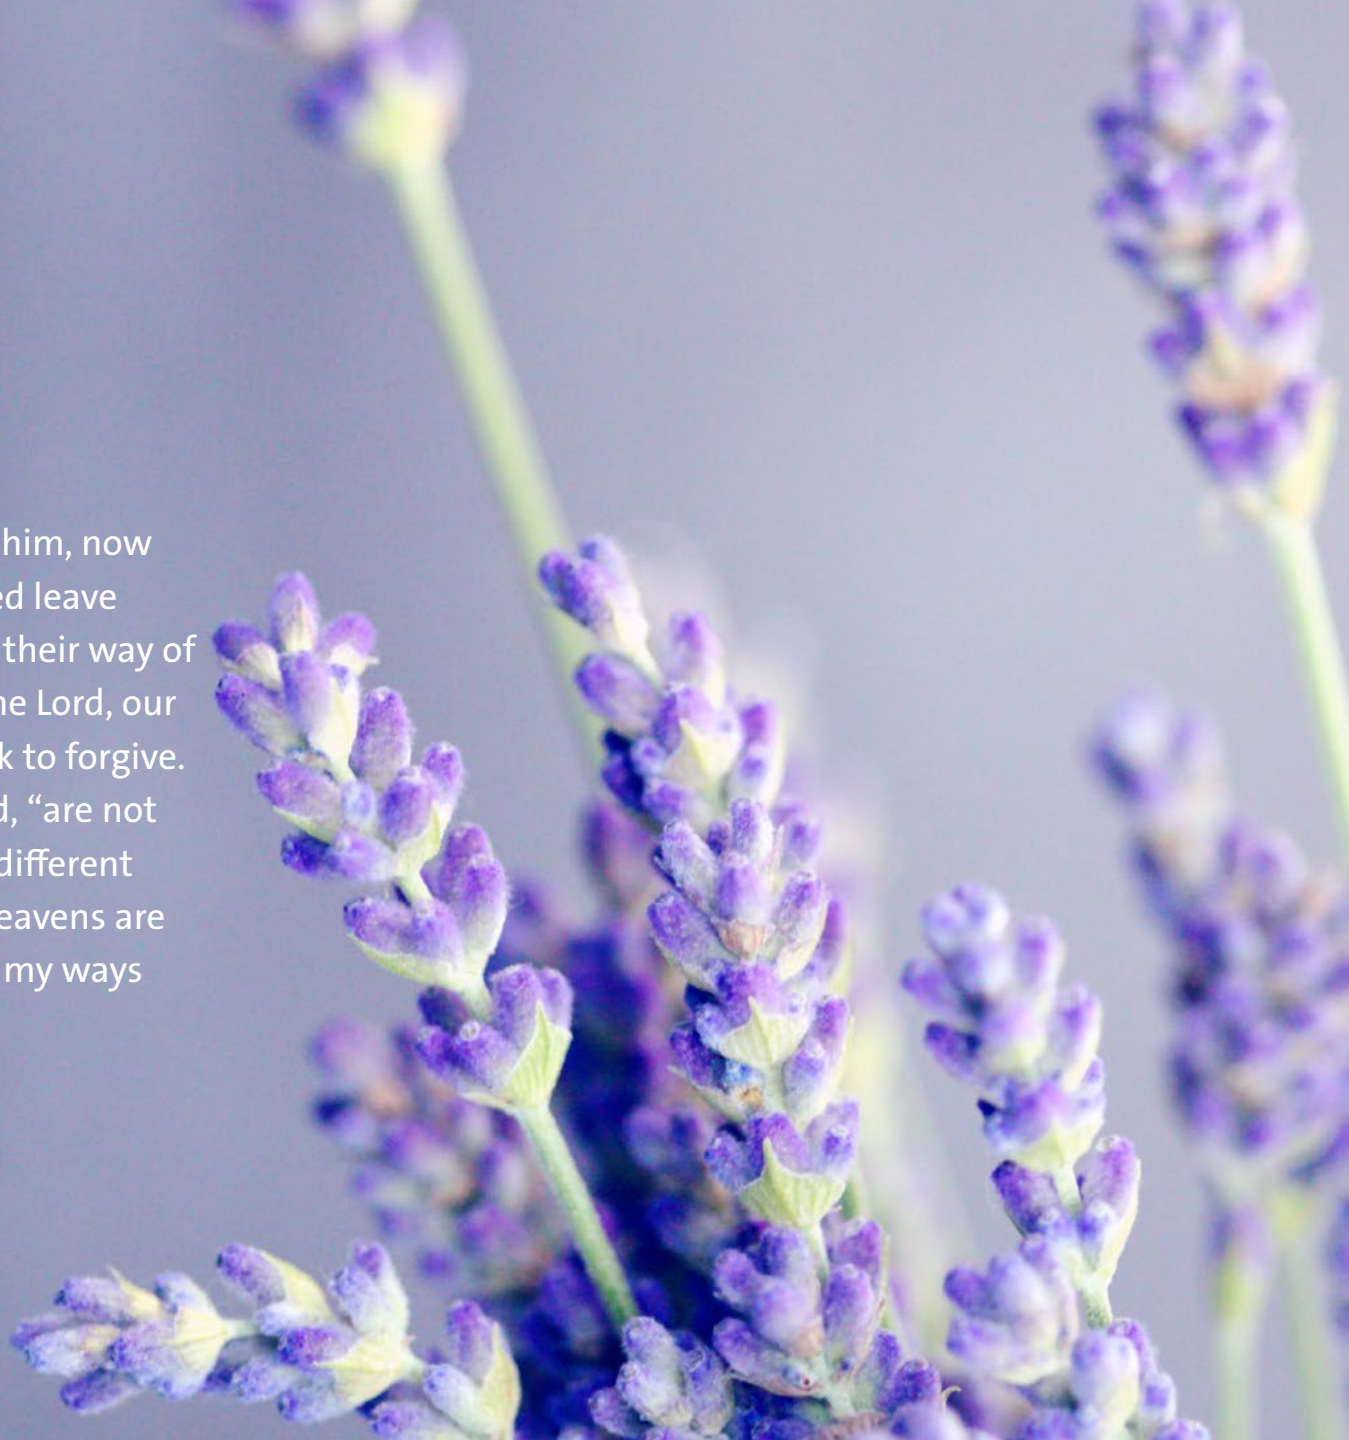 him, now
ed leave
their way of
he Lord, our
k to forgive.
d, “are not
different
eavens are
my ways